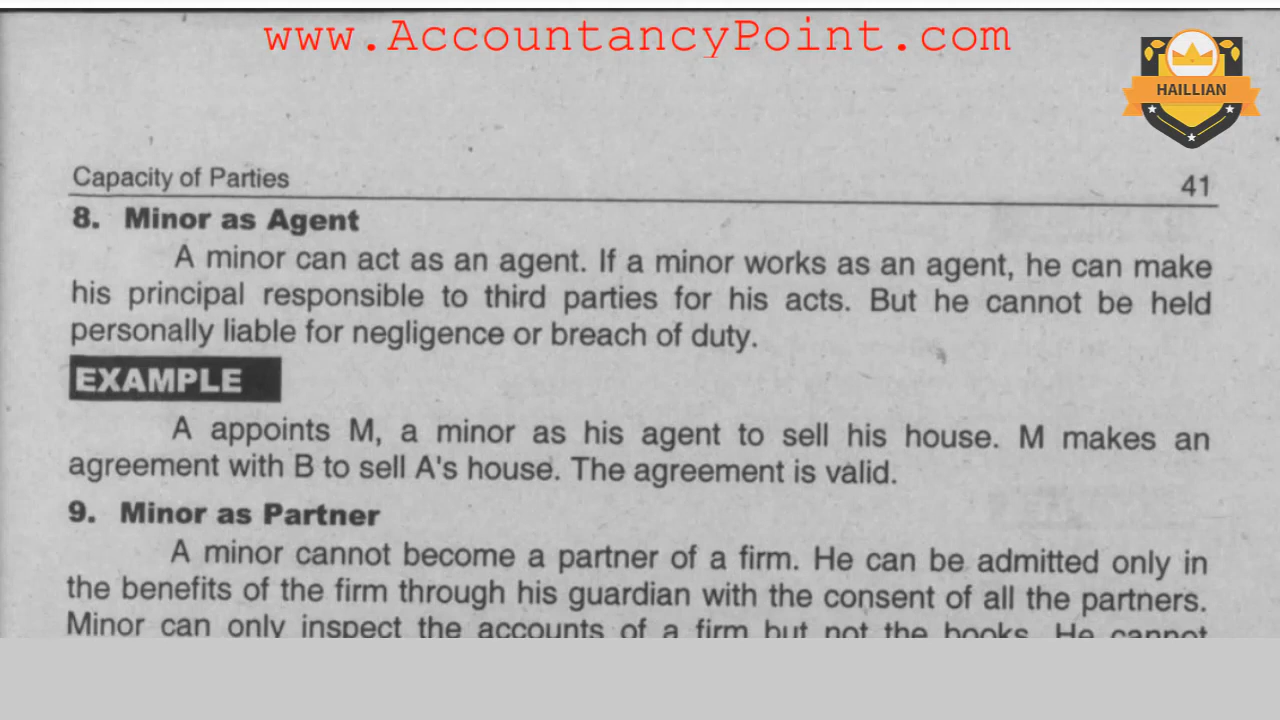 www.AccountancyPoint.com
HAILLIAN
Capacity of Parties 41
8. Minor as Agent
A minor can act as an agent. If a minor works as an agent, he can make
his principal responsible to third parties for his acts. But he cannot be held
personally liable for negligence or breach of duty.
EXAMPLE
A appoints M, a minor as his agent to sell his house. M makes an
agreement with B to sell A's house. The agreement is valid.
9. Minor as Partner
A minor cannot become a partner of a firm. He can be admitted only in
the benefits of the firm through his guardian with the consent of all the partners.
Minor can only inspect the accounts of a firm but not the books. He cannot